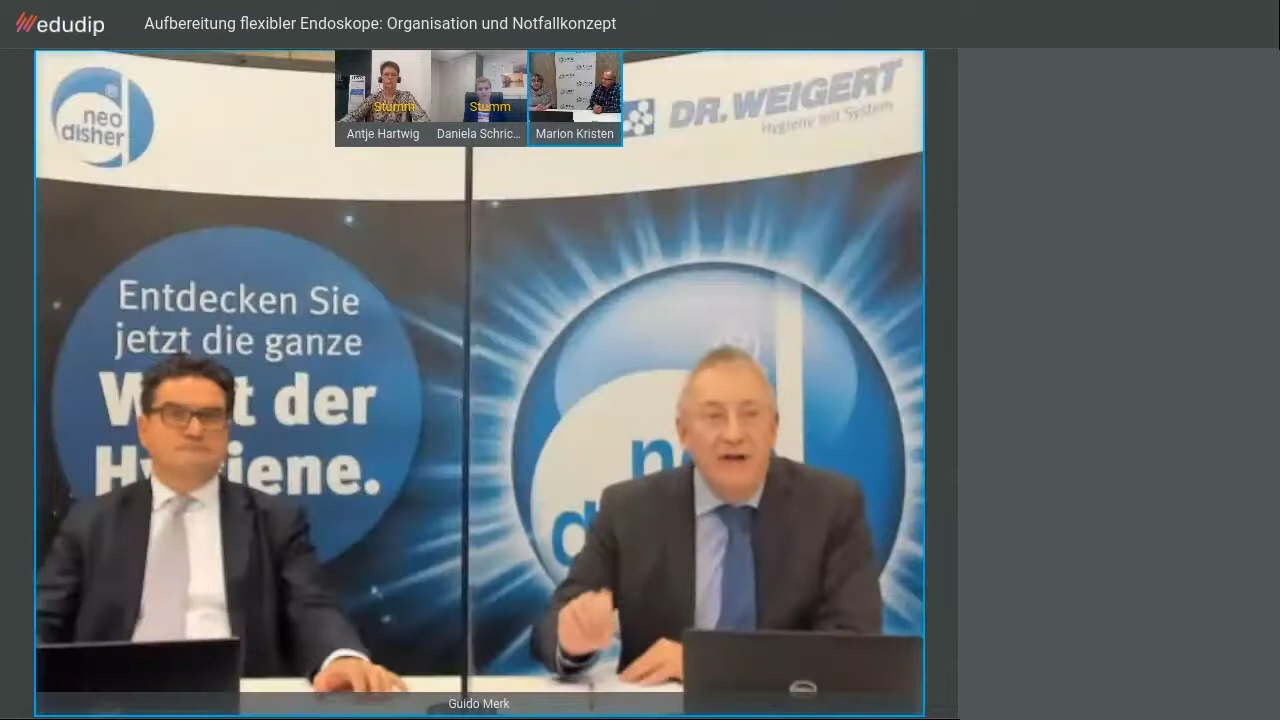 edudip
Aufbereitung flexibler Endoskope: Organisation und Notfallkonzept
Stumm
Stumm
Antje Hartwig
Daniela Schric...
Marion Kristen
neo
disher
DR.WEIGERT
Hygiene mit System
Entdecken Sie
jetzt die ganze
der
Guido Merk